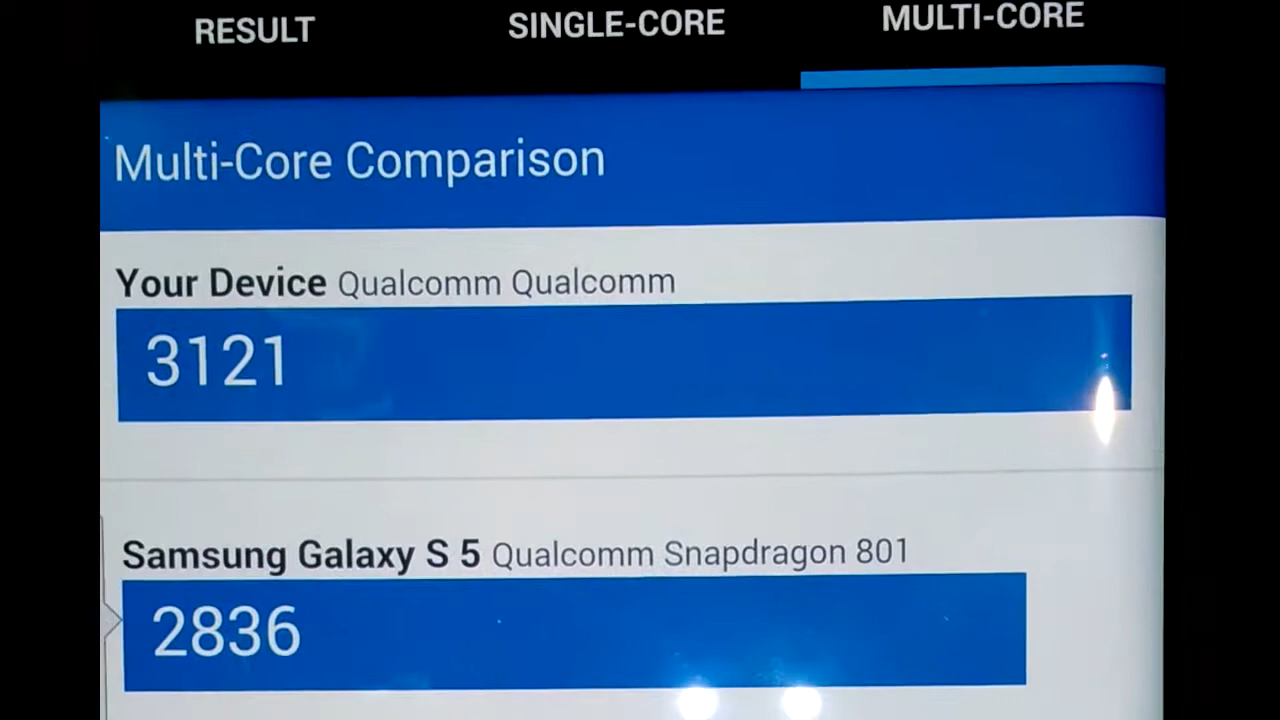 RESULT SINGLE-CORE MULTI-CORE
Multi-Core Comparison
Your Device Qualcomm Qualcomm
3121
Samsung Galaxy S 5 Qualcomm Snapdragon 801
2836